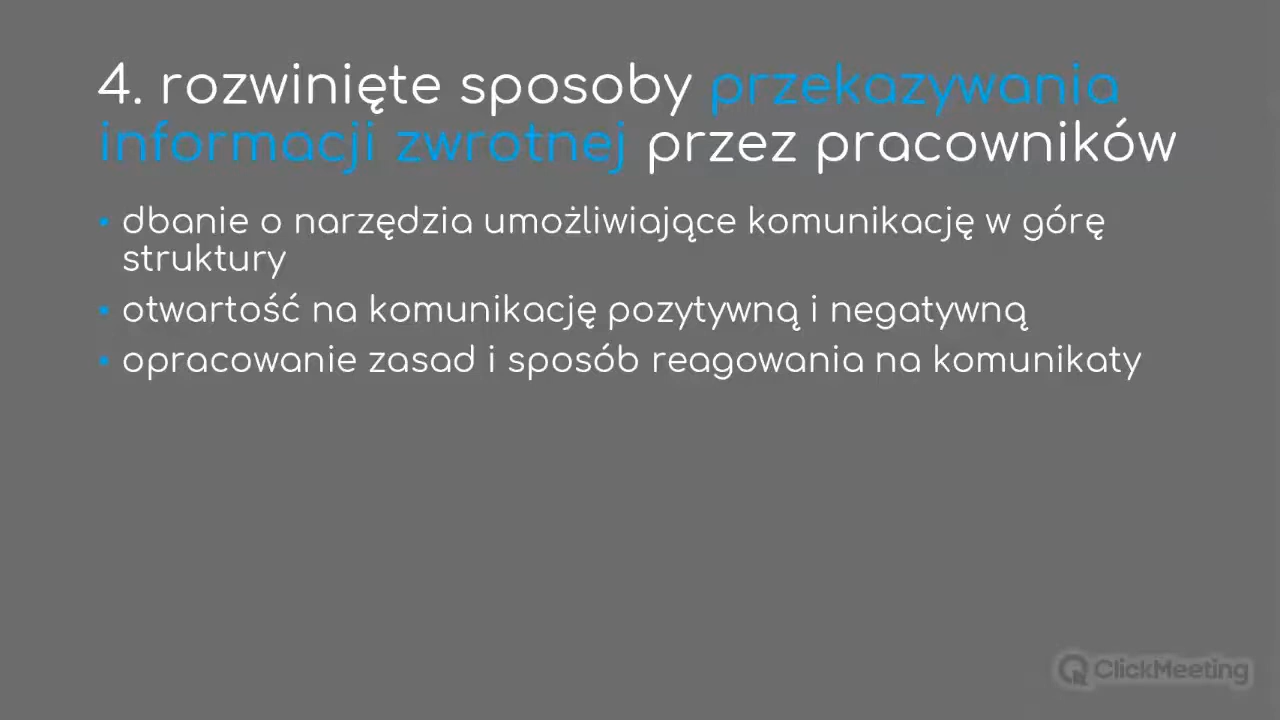 4. rozwinięte sposoby przekazywania
informacji zwrotnej przez pracowników
▪ dbanie o narzędzia umożliwiające komunikację w górę
struktury
▪ otwartość na komunikację pozytywną i negatywną
▪ opracowanie zasad i sposób reagowania na komunikaty
ClickMeeting